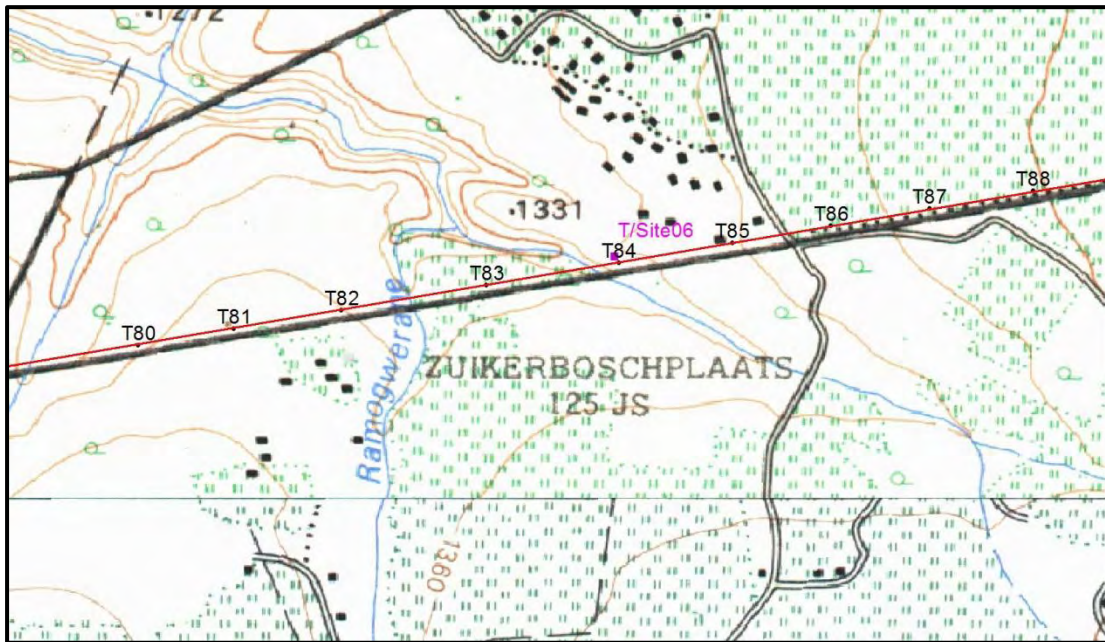 1272
1331
T/Site06
T88
T87
T86
T85
T84
T83
T82
T81
T80
Ramogwerane
ZUIKERBOSCHPLAATS
125 JS
1360